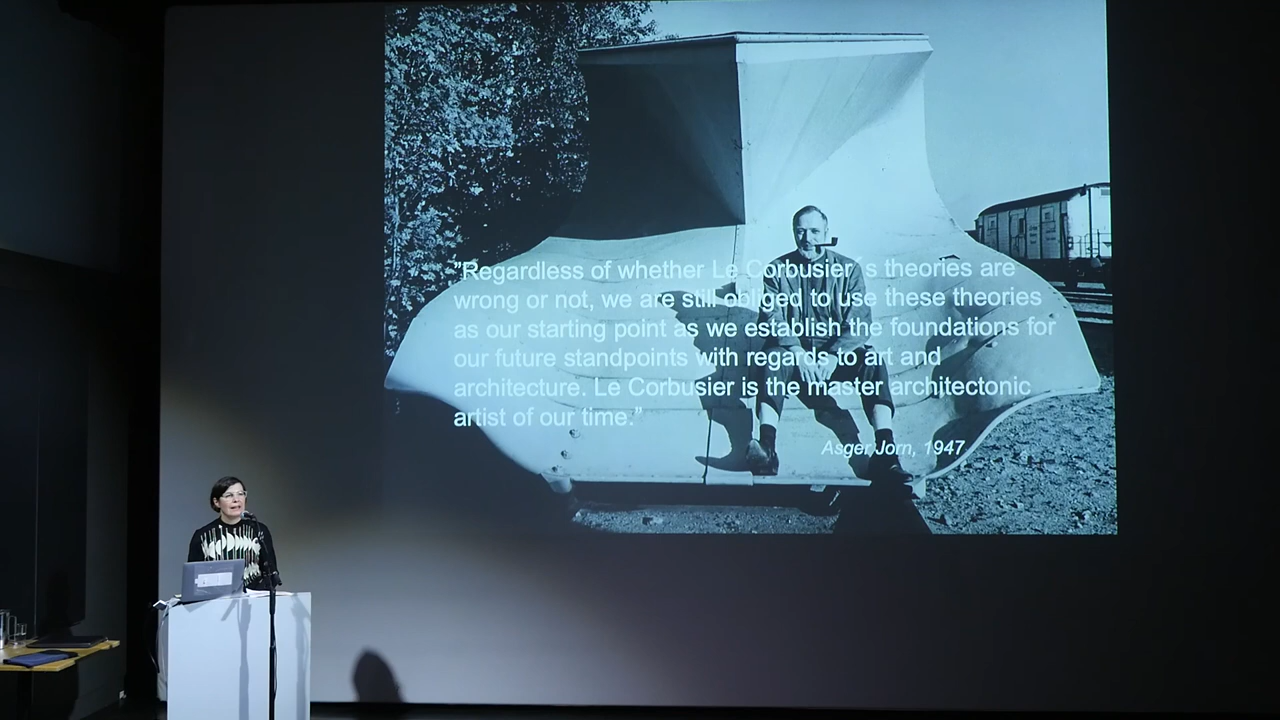 ”Regardless of whether Le Corbusier´s theories are
wrong or not, we are still obliged to use these theories
as our starting point as we establish the foundations for
our future standpoints with regards to art and
architecture. Le Corbusier is the master architectonic
artist of our time.”
Asger Jorn, 1947